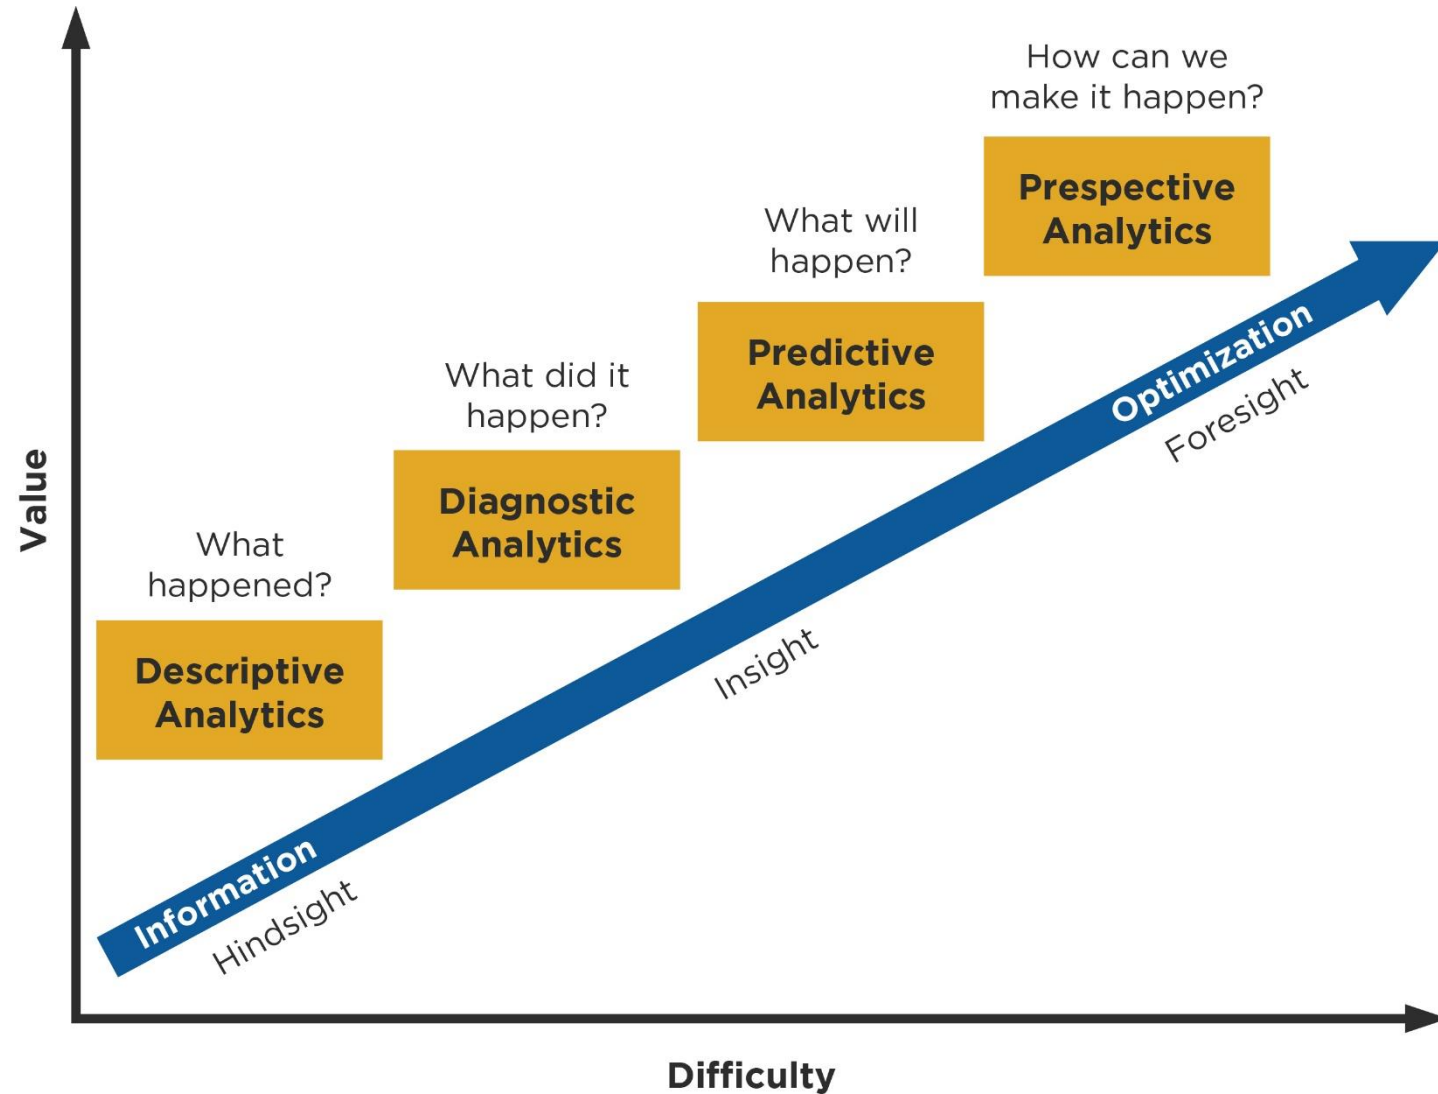 How can we
make it happen?
Prespective
Analytics
What will
happen?
Predictive
Analytics
What did it
happen?
Diagnostic
Analytics
What
happened?
Descriptive
Analytics
Value
Information
Hindsight
Insight
Optimization
Foresight
Difficulty